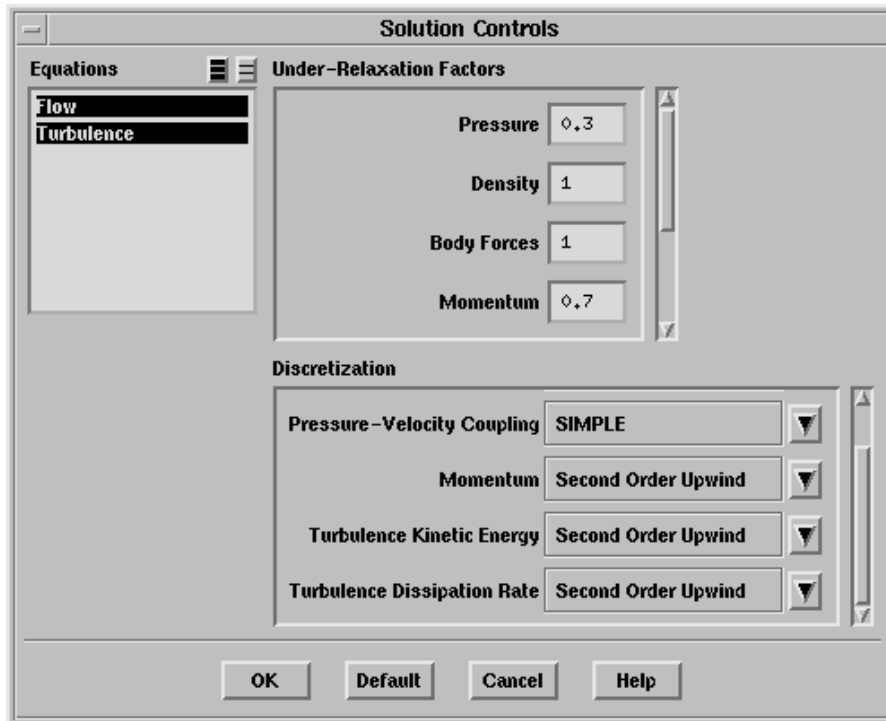 Solution Controls
Equations
Flow
Turbulence
Under-Relaxation Factors
Pressure 0.3
Density 1
Body Forces 1
Momentum 0.7
Discretization
Pressure-Velocity Coupling SIMPLE
Momentum Second Order Upwind
Turbulence Kinetic Energy Second Order Upwind
Turbulence Dissipation Rate Second Order Upwind
OK Default Cancel Help